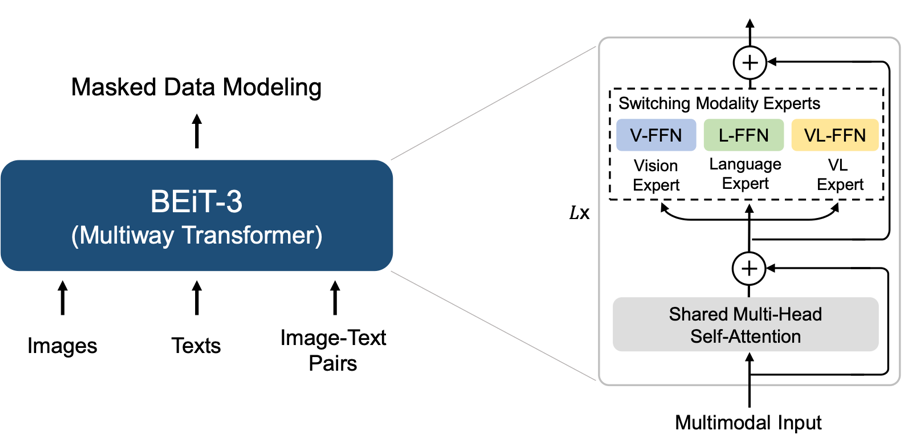 Masked Data Modeling
BEiT-3
(Multiway Transformer)
Images
Texts
Image-Text
Pairs
Switching Modality Experts
V-FFN
L-FFN
VL-FFN
Vision
Expert
Language
Expert
VL
Expert
Lx
Shared Multi-Head
Self-Attention
Multimodal Input